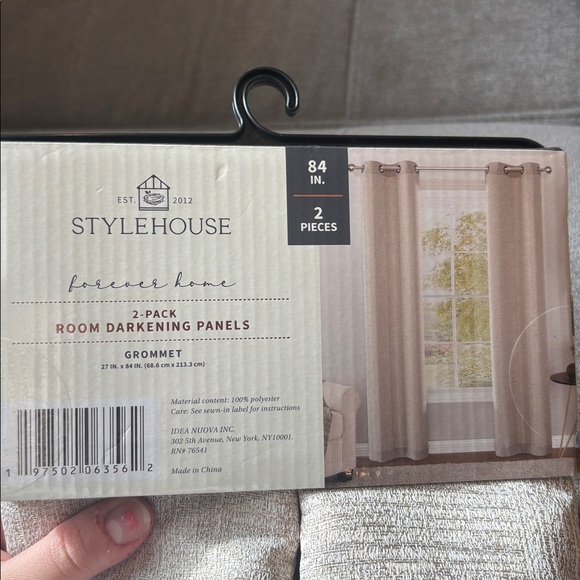 84
IN.
2
PIECES
EST. 2012
STYLEHOUSE
forever home
2-PACK
ROOM DARKENING PANELS
GROMMET
27 IN. x 84 IN. (68.6 cm x 213.3 cm)
Material content: 100% polyester
Care: See sewn-in label for instructions
IDEA NUOVA INC.
302 5th Avenue, New York, NY10001.
RN# 76541
Made in China
1 97502 06356 2